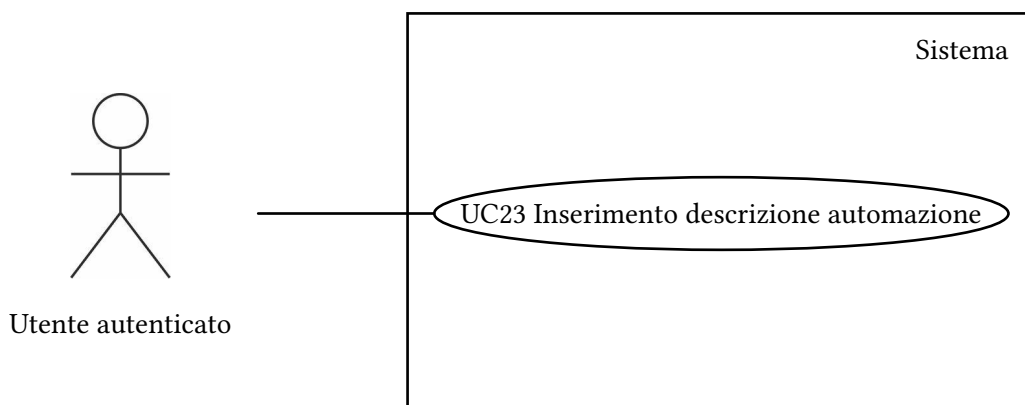 Sistema
UC23 Inserimento descrizione automazione
Utente autenticato